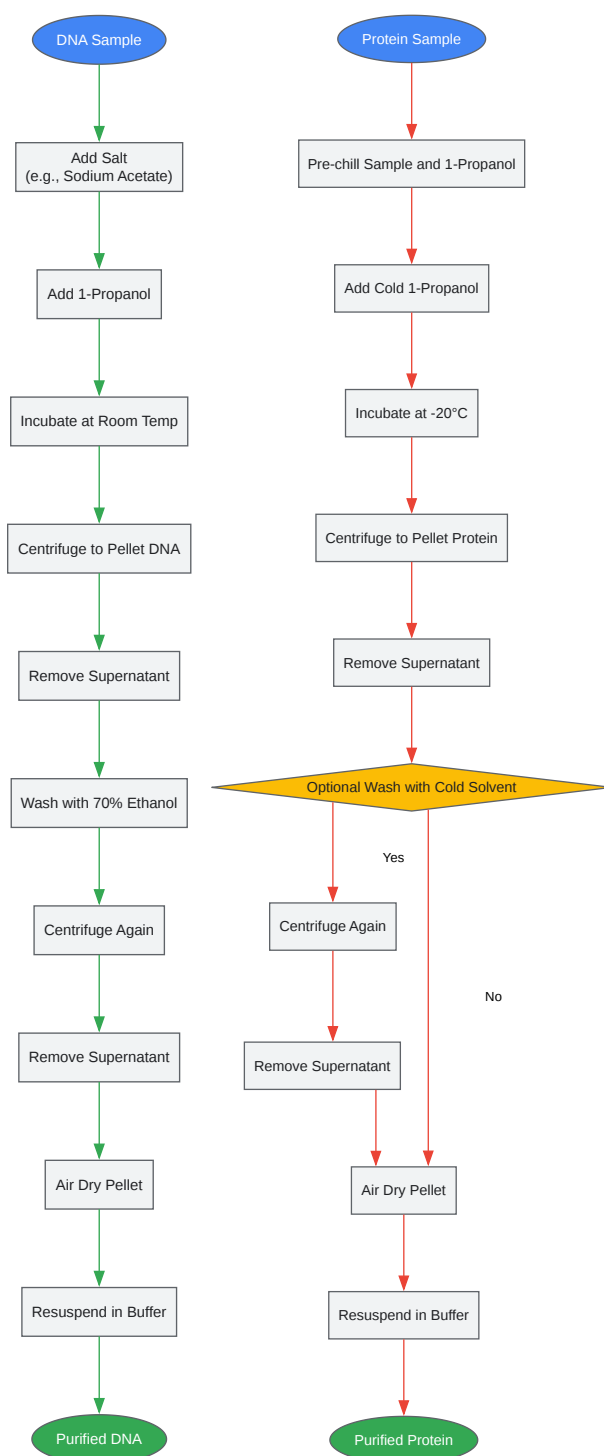 DNA Sample
Add Salt
(e.g., Sodium Acetate)
Add 1-Propanol
Incubate at Room Temp
Centrifuge to Pellet DNA
Remove Supernatant
Wash with 70% Ethanol
Centrifuge Again
Remove Supernatant
Air Dry Pellet
Resuspend in Buffer
Purified DNA
Protein Sample
Pre-chill Sample and 1-Propanol
Add Cold 1-Propanol
Incubate at -20°C
Centrifuge to Pellet Protein
Remove Supernatant
Optional Wash with Cold Solvent
Yes
Centrifuge Again
No
Remove Supernatant
Air Dry Pellet
Resuspend in Buffer
Purified Protein